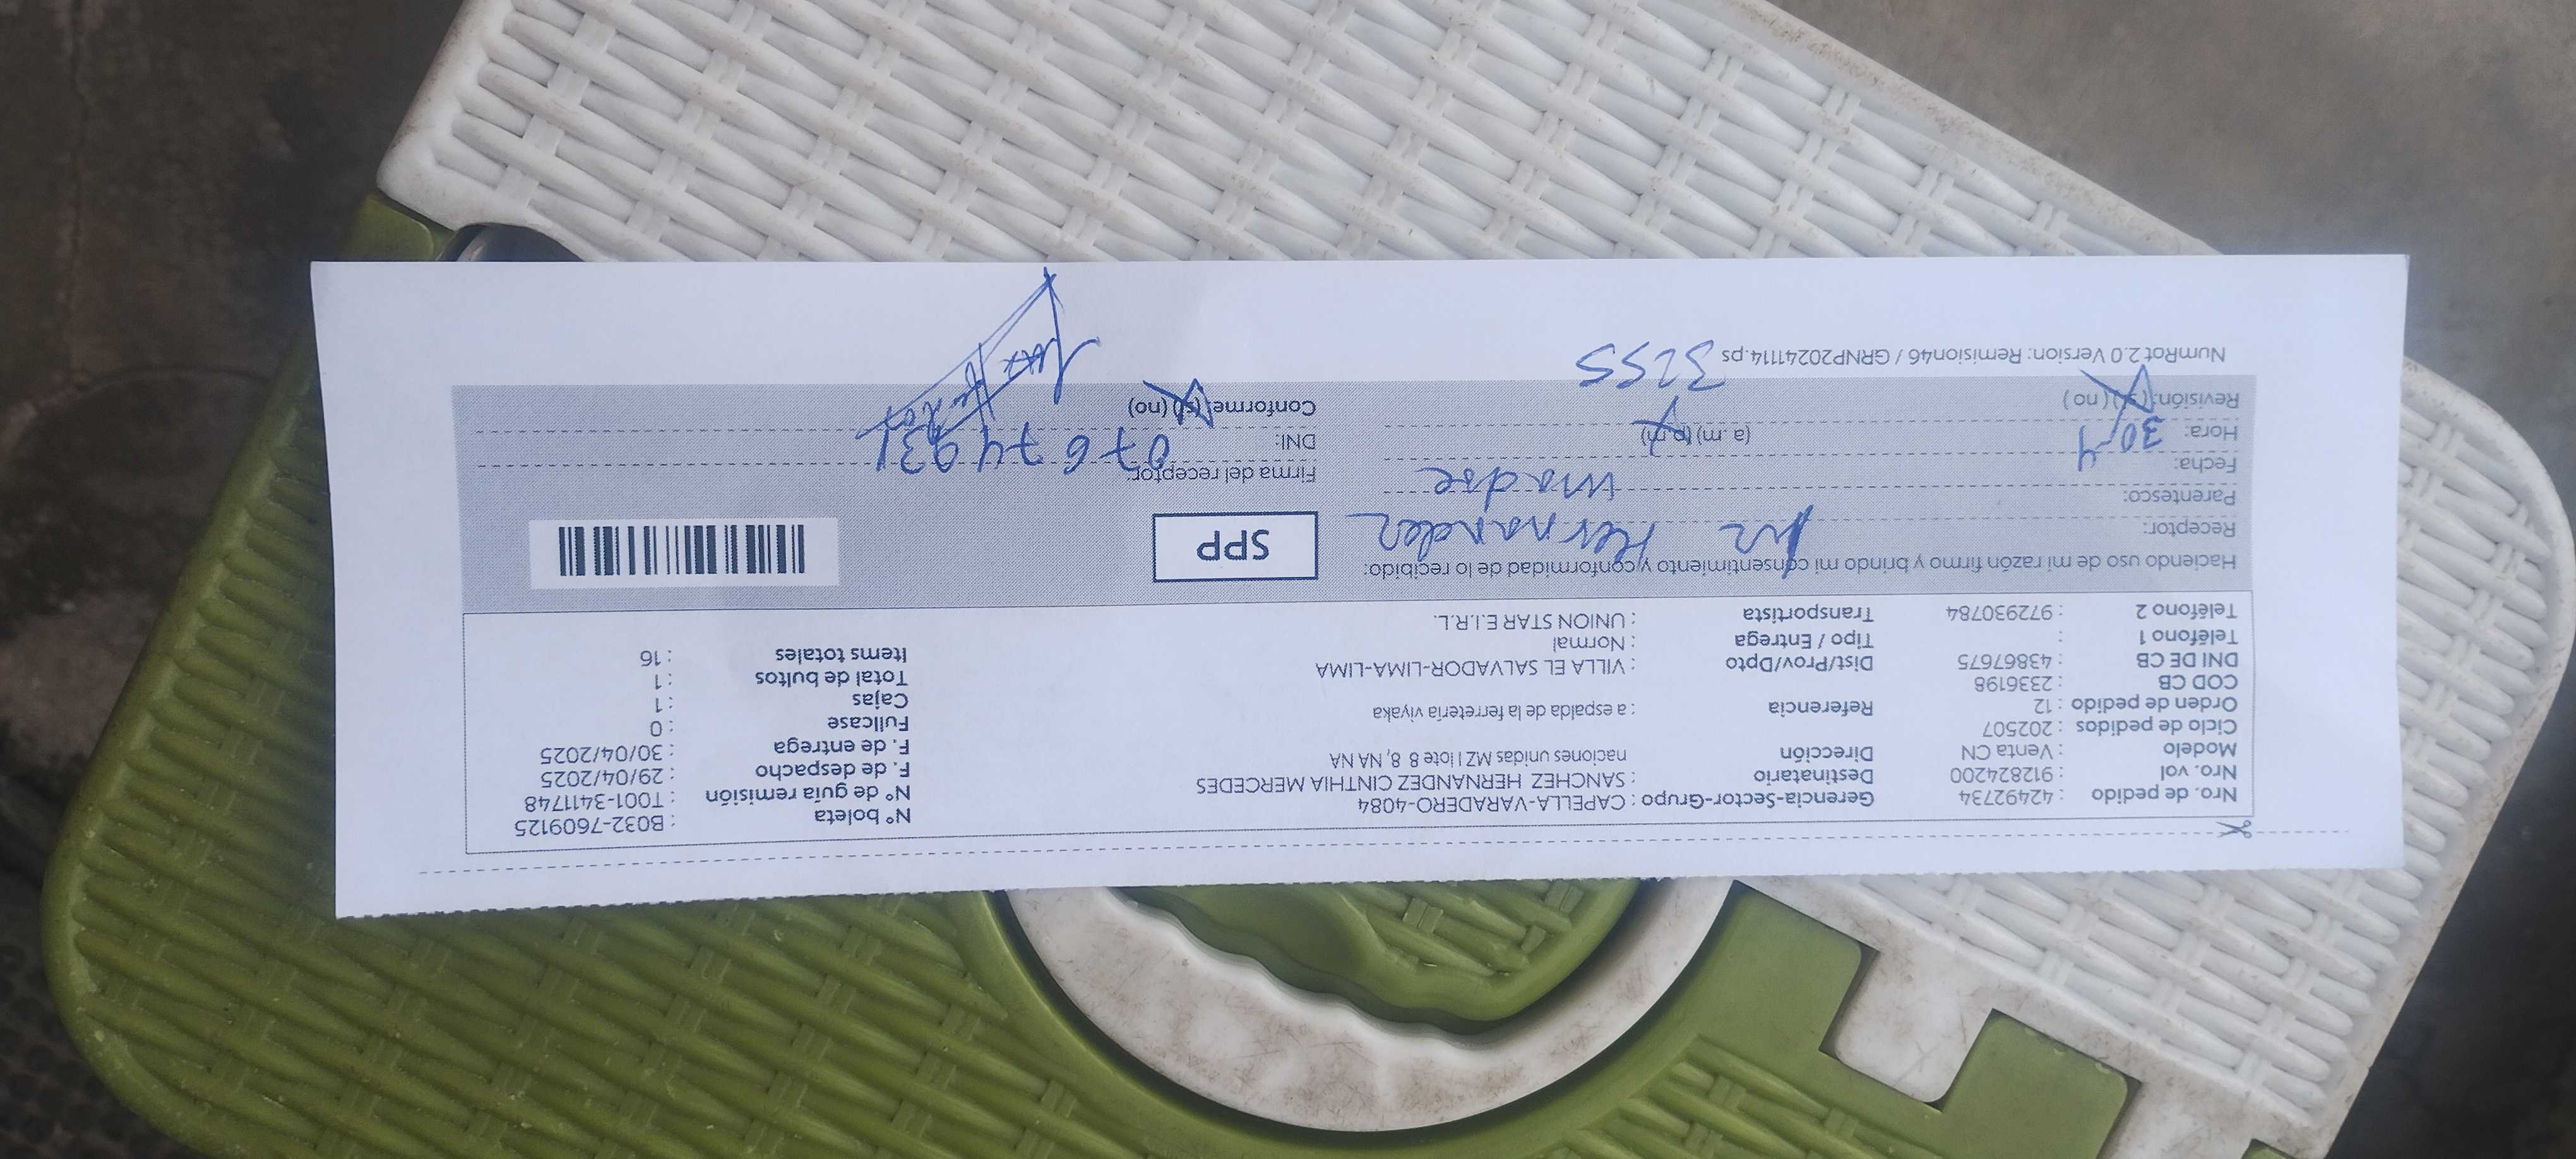 Nro. de pedido : 42492734 Gerencia-Sector-Grupo : CAPELLA-VARADERO-4084 N° boleta : B032-7609125
Nro. vol : 912824200 Destinatario : SANCHEZ HERNANDEZ CINTHIA MERCEDES N° de guía remisión : T001-3411748
Modelo : Venta CN Dirección naciones unidas MZ I lote 8 8, NA NA F. de despacho : 29/04/2025
Ciclo de pedidos : 202507 F. de entrega : 30/04/2025
Orden de pedido : 12 Referencia : a espalda de la ferreteria viyaka Fullcase : 0
COD CB : 2336198 Cajas : 1
DNI DE CB : 43867675 Dist/Prov/Dpto : VILLA EL SALVADOR-LIMA-LIMA Total de bultos : 1
Teléfono 1 : Tipo / Entrega : Normal Items totales : 16
Teléfono 2 : 972930784 Transportista : UNION STAR E.I.R.L.
Haciendo uso de mi razón firmo y brindo mi consentimiento y conformidad de lo recibido: SPP
Receptor: Hernandez
Parentesco: madre
Fecha: 30/4 Firma del receptor:
Hora: (a. m) (p.m) DNI: 07674931
Revisión: (si) (no) Conforme: (si) (no)
3255
NumRot 2.0 Version: Remision46 / GRNP20241114.ps